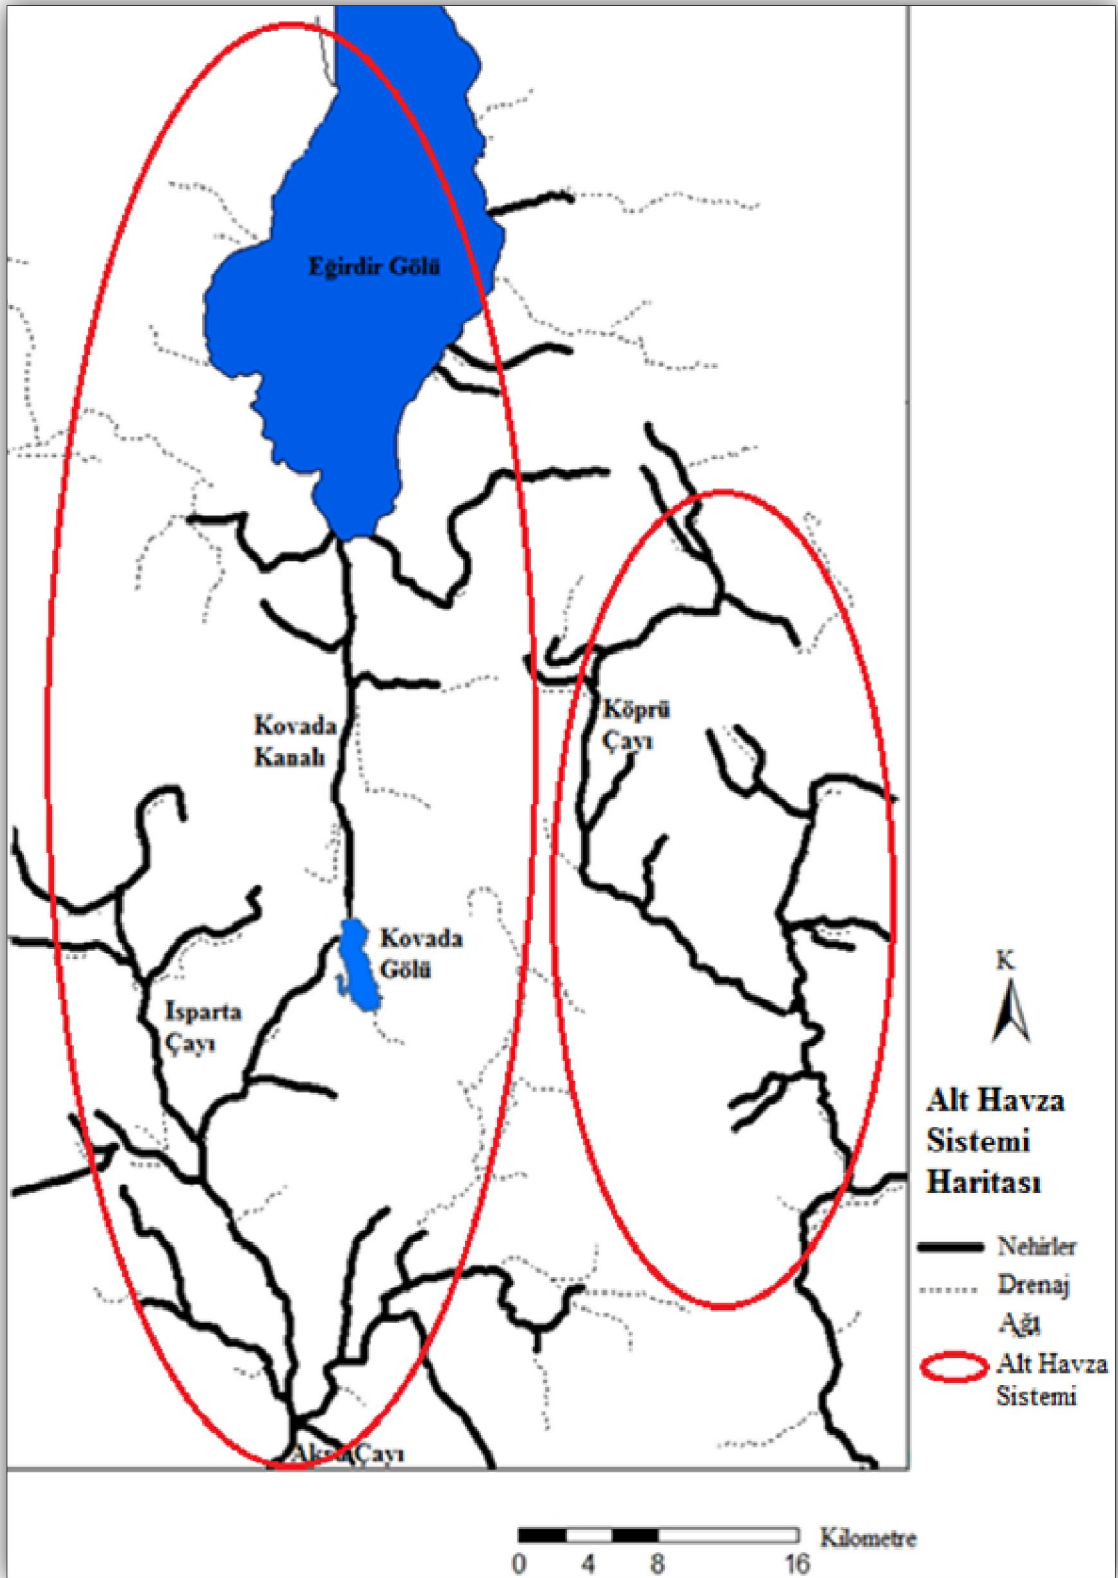 Eğirdir Gölü
Kovada
Kanalı
Köprü
Çayı
Kovada
Gölü
Isparta
Çayı
Aksu Çayı
K
Alt Havza
Sistemi
Haritası
Nehirler
Drenaj
Ağı
Alt Havza
Sistemi
Kilometre
0 4 8 16